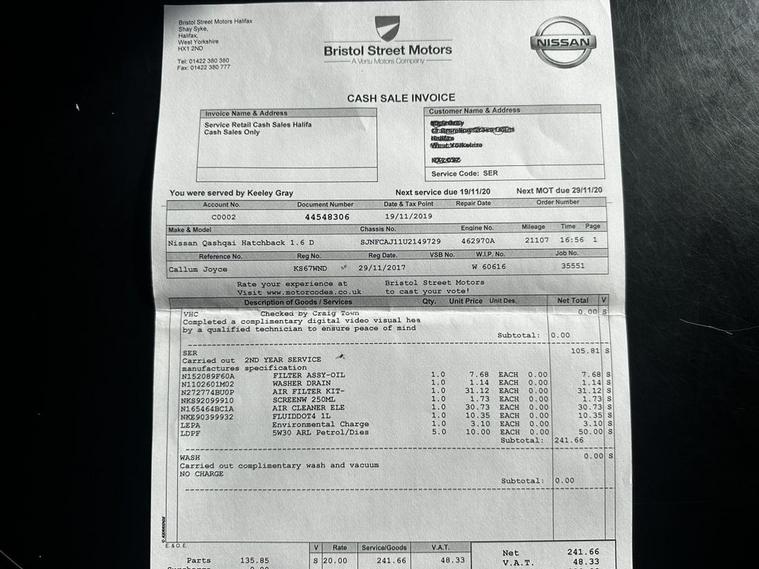 Bristol Street Motors Halifax
Shay Syke,
Halifax,
West Yorkshire
HX1 2ND
Tel: 01422 380 380
Fax: 01422 380 777
Bristol Street Motors
A Vertu Motors Company
NISSAN
CASH SALE INVOICE
Invoice Name & Address
Service Retail Cash Sales Halifa
Cash Sales Only
Customer Name & Address
Halifax
West Yorkshire
Service Code: SER
You were served by Keeley Gray Next service due 19/11/20 Next MOT due 29/11/20
Account No. Document Number Date & Tax Point Repair Date Order Number
C0002 44548306 19/11/2019
Make & Model Chassis No. Engine No. Mileage Time Page
Nissan Qashqai Hatchback 1.6 D SJNFCAJ11U2149729 462970A 21107 16:56 1
Reference No. Reg No. Reg Date. VSB No. W.I.P. No. Job No.
Callum Joyce KS67WND 29/11/2017 W 60616 35551
Rate your experience at Bristol Street Motors
Visit www.motorcodes.co.uk to cast your vote!
Description of Goods / Services Qty. Unit Price Unit Des. Net Total V
VHC Checked by Craig Town 0.00 S
Completed a complimentary digital video visual hea
by a qualified technician to ensure peace of mind
Subtotal: 0.00
SER 105.81 S
Carried out 2ND YEAR SERVICE
manufactures specification
N152089F60A FILTER ASSY-OIL 1.0 7.68 EACH 0.00 7.68 S
N1102601M02 WASHER DRAIN 1.0 1.14 EACH 0.00 1.14 S
N272774BU0P AIR FILTER KIT- 1.0 31.12 EACH 0.00 31.12 S
NKS92099910 SCREENW 250ML 1.0 1.73 EACH 0.00 1.73 S
N165464BC1A AIR CLEANER ELE 1.0 30.73 EACH 0.00 30.73 S
NKE90399932 FLUIDDOT4 1L 1.0 10.35 EACH 0.00 10.35 S
LEPA Environmental Charge 1.0 3.10 EACH 0.00 3.10 S
LDPF 5W30 ARL Petrol/Dies 5.0 10.00 EACH 0.00 50.00 S
Subtotal: 241.66
WASH 0.00 S
Carried out complimentary wash and vacuum
NO CHARGE
Subtotal: 0.00
E. & O.E.
V Rate Service/Goods V.A.T.
Parts 135.85 S 20.00 241.66 48.33
Net 241.66
V.A.T. 48.33